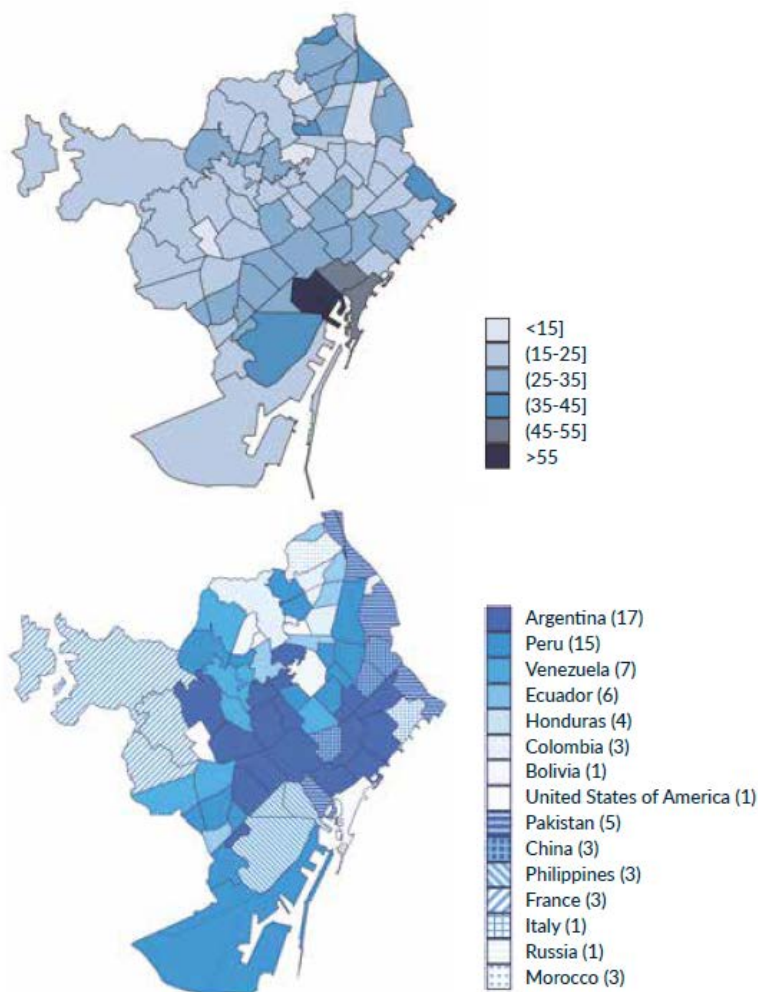 <15]
(15-25]
(25-35]
(35-45]
(45-55]
>55
Argentina (17)
Peru (15)
Venezuela (7)
Ecuador (6)
Honduras (4)
Colombia (3)
Bolivia (1)
United States of America (1)
Pakistan (5)
China (3)
Philippines (3)
France (3)
Italy (1)
Russia (1)
Morocco (3)